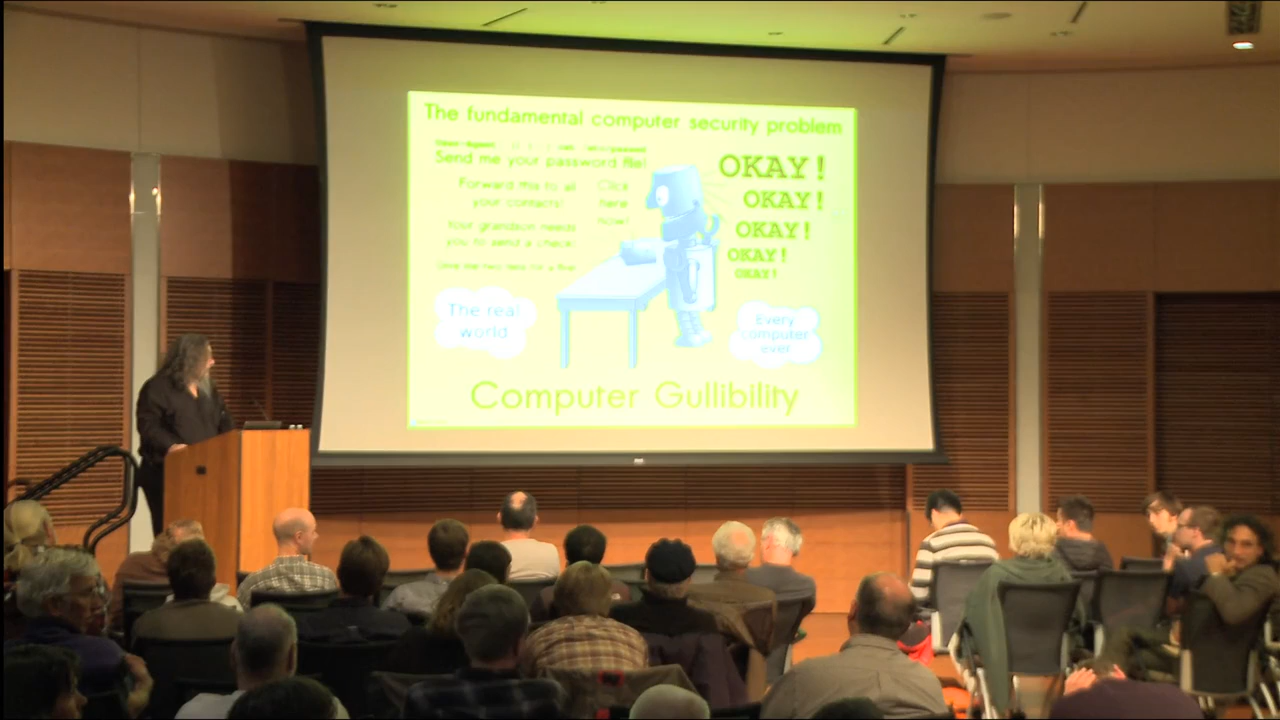 The fundamental computer security problem
Send me your password file!
OKAY!
Forward this to all
your contacts!
Click
here
now!
OKAY!
Your grandson needs
you to send a check!
OKAY!
OKAY!
OKAY!
The real
world
Every
computer
ever
Computer Gullibility